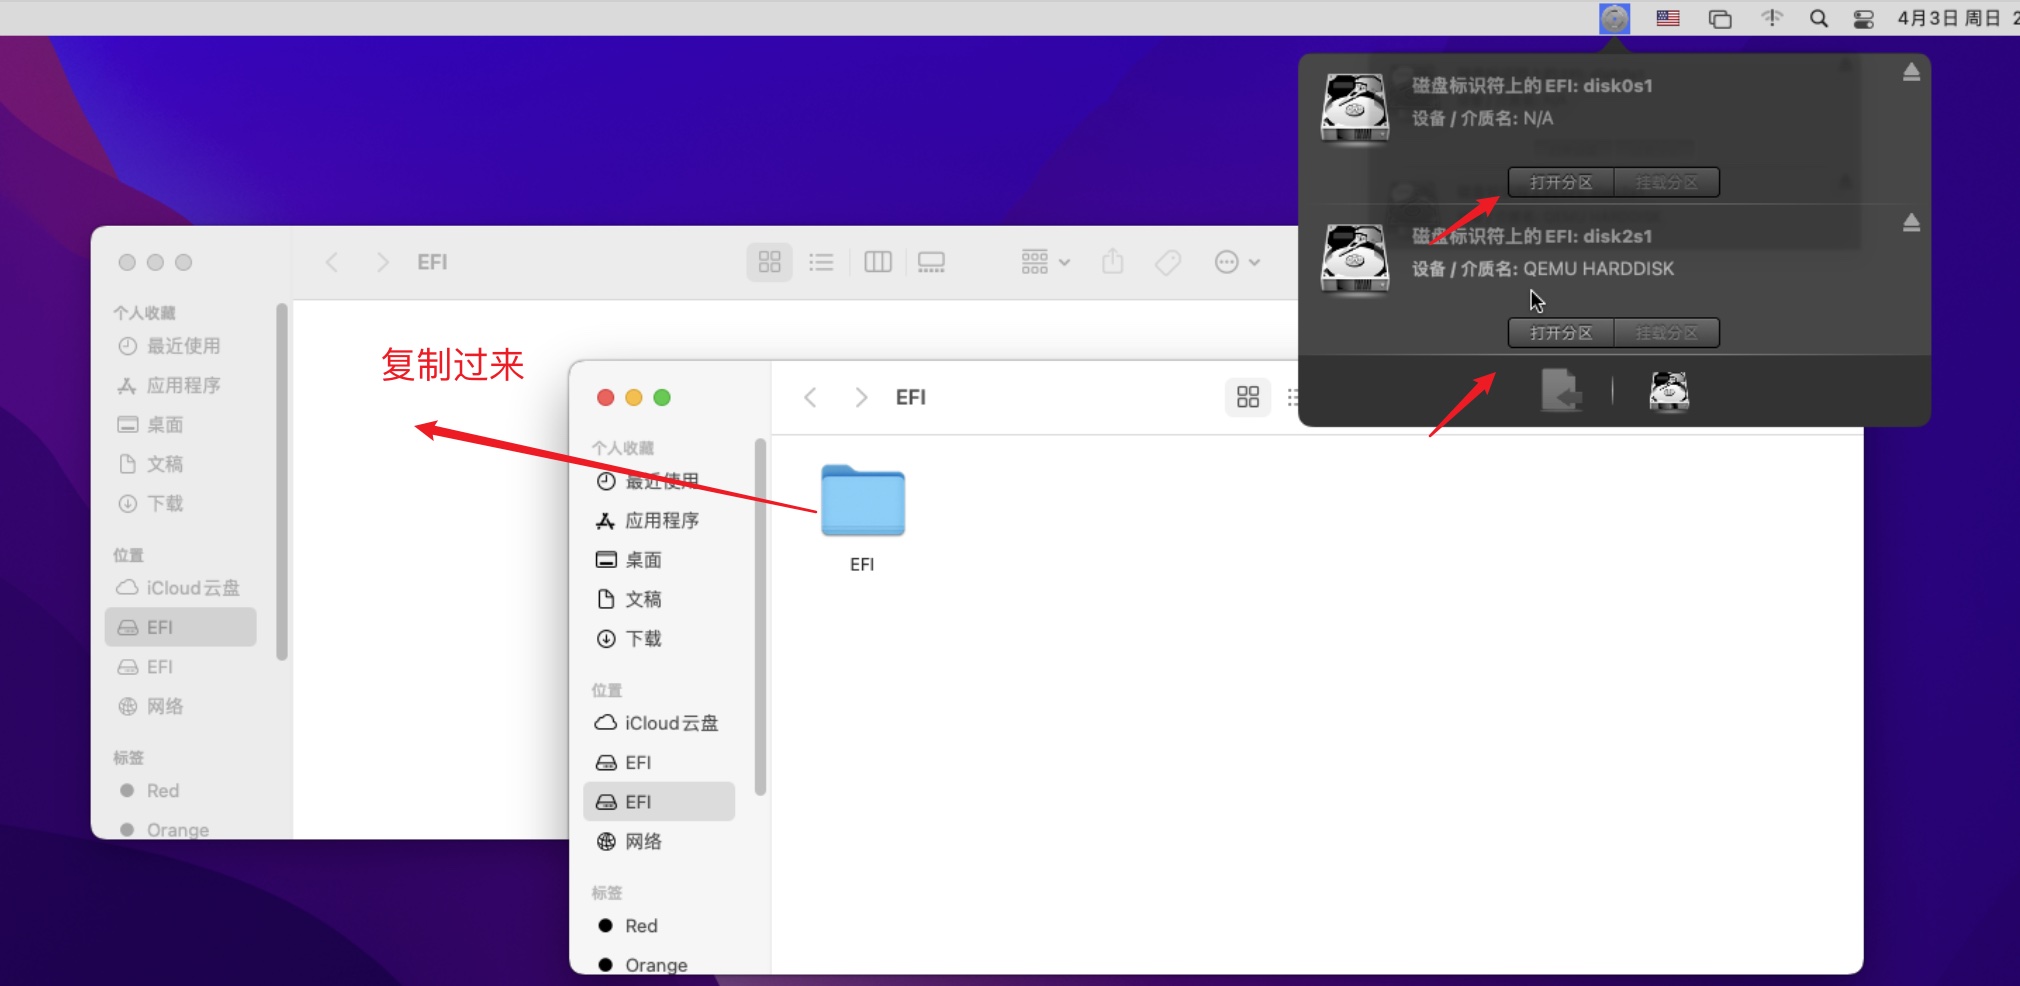 4月3日 周日 2
磁盘标识符上的 EFI: disk0s1
设备 / 介质名: N/A
打开分区 挂载分区
磁盘标识符上的 EFI: disk2s1
设备 / 介质名: QEMU HARDDISK
打开分区 挂载分区
EFI
个人收藏
最近使用
应用程序
桌面
文稿
下载
位置
iCloud云盘
EFI
EFI
网络
标签
Red
Orange
复制过来
EFI
个人收藏
最近使用
应用程序
桌面
文稿
下载
位置
iCloud云盘
EFI
EFI
网络
标签
Red
Orange
EFI